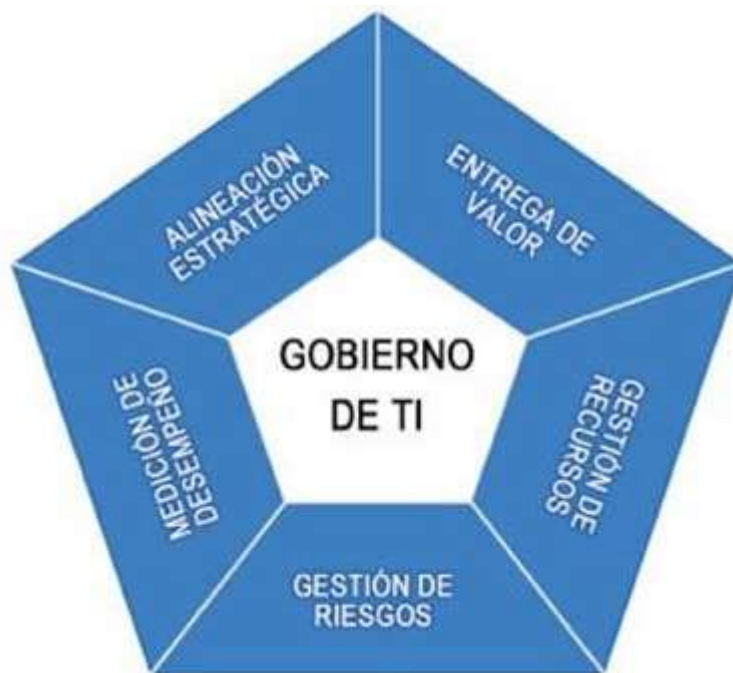 ALINEACIÓN
ESTRATÉGICA
ENTREGA DE
VALOR
GOBIERNO
DE TI
MEDICIÓN DE
DESEMPEÑO
GESTIÓN DE
RECURSOS
GESTIÓN DE
RIESGOS